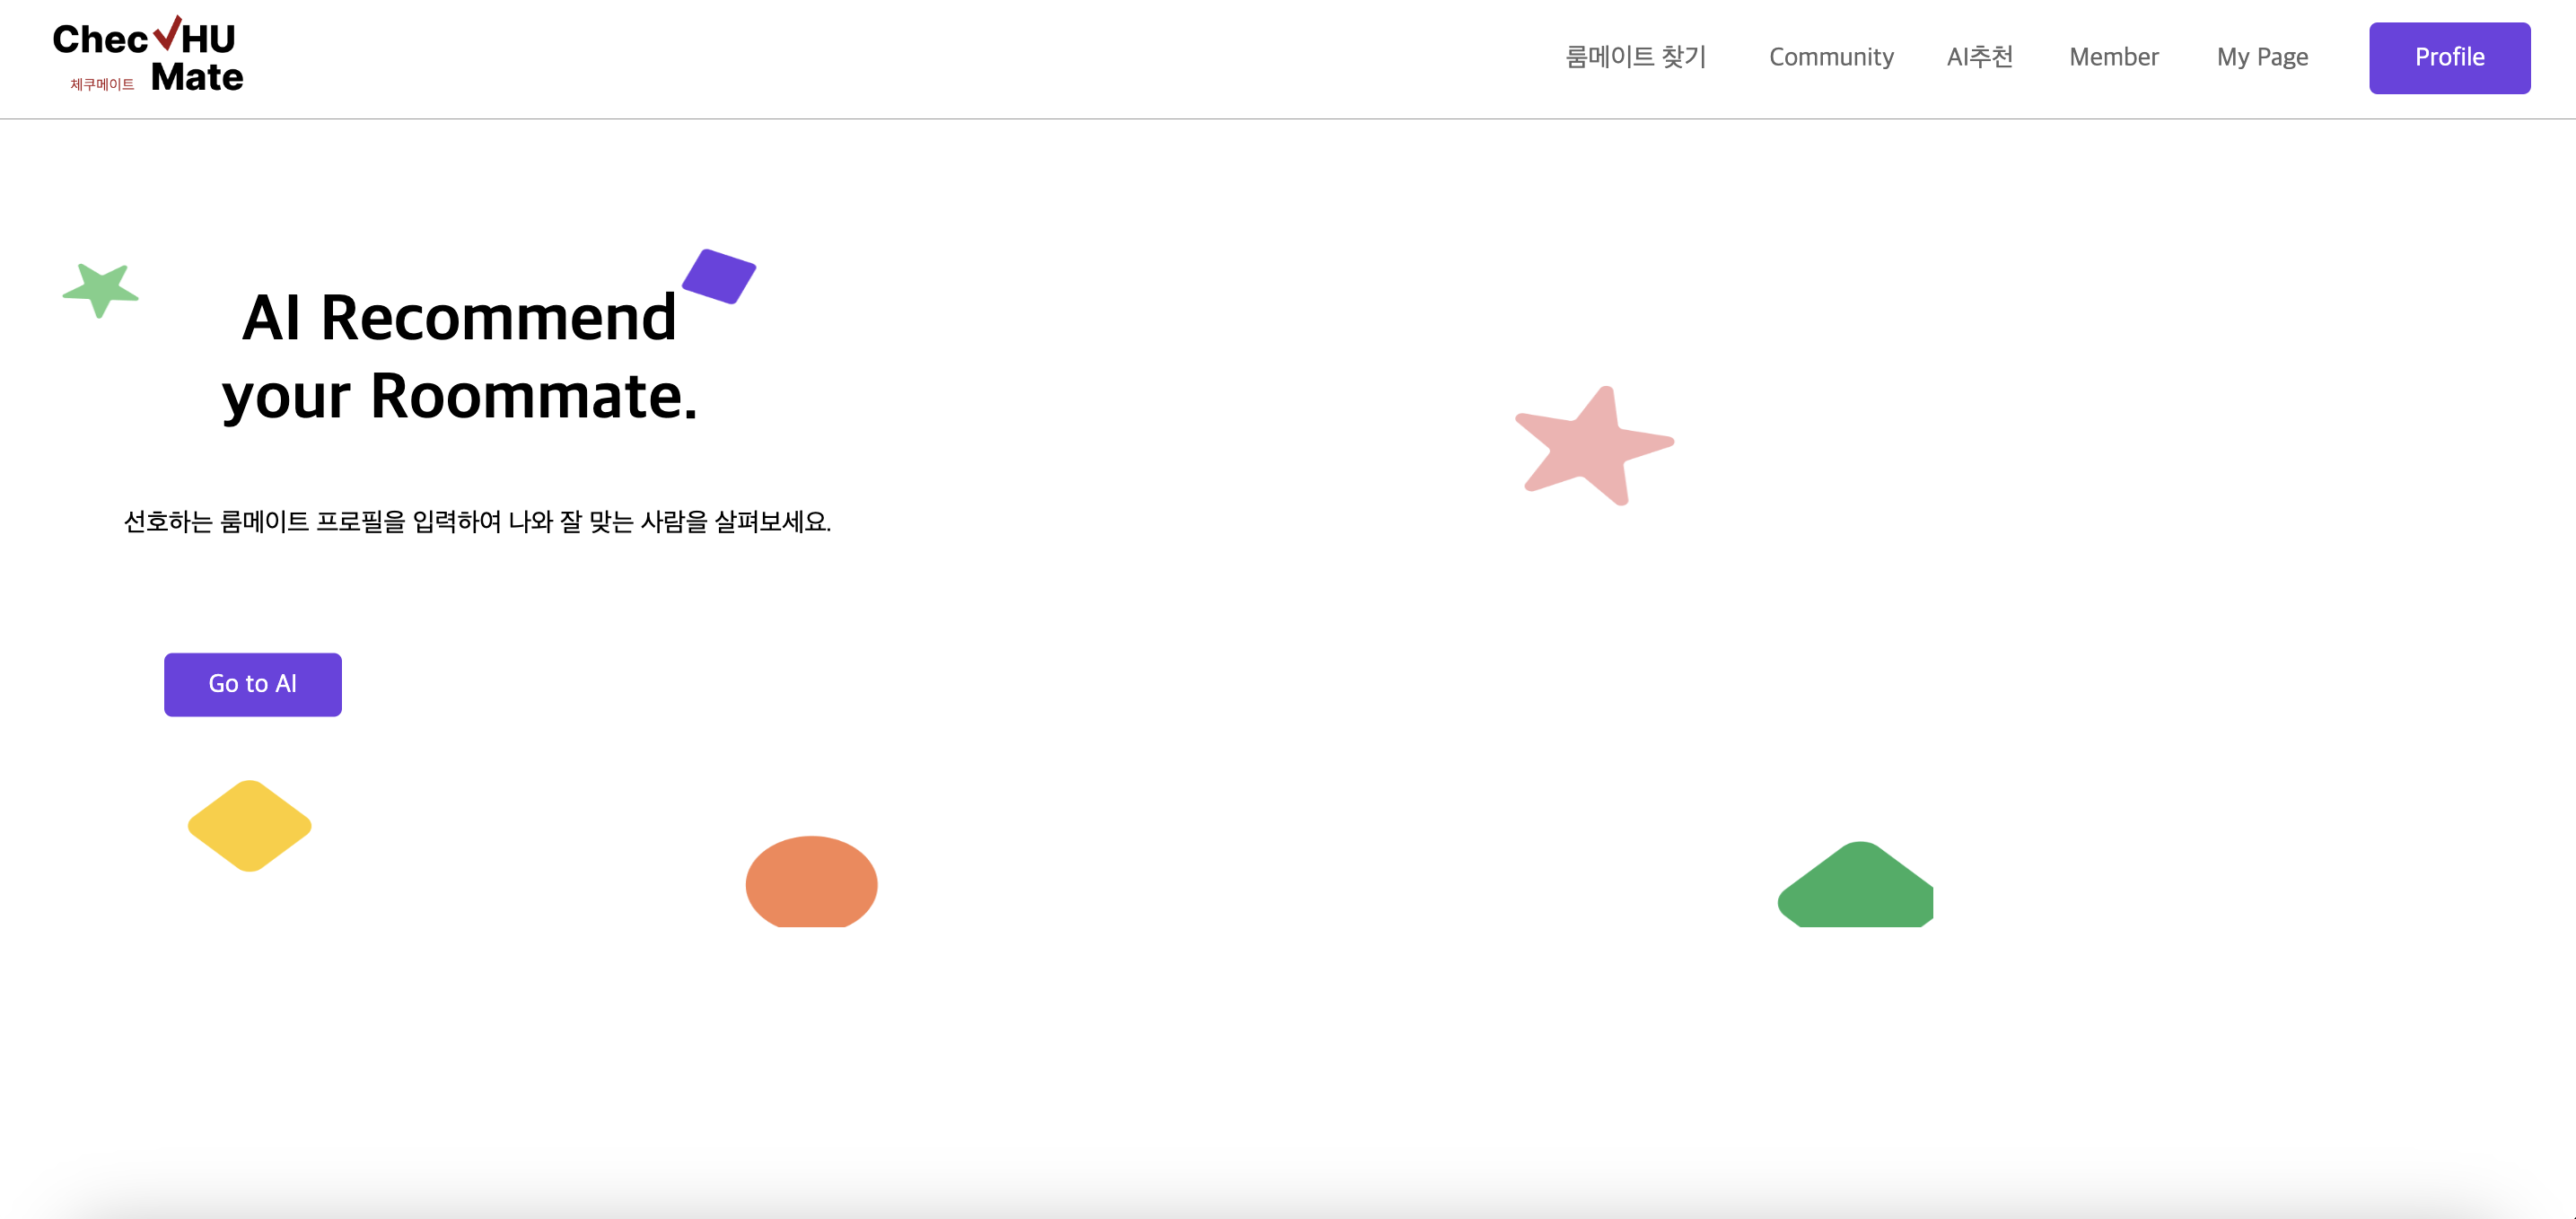 Chec✓HU
체쿠메이트 Mate
룸메이트 찾기 Community AI추천 Member My Page Profile
AI Recommend
your Roommate.
선호하는 룸메이트 프로필을 입력하여 나와 잘 맞는 사람을 살펴보세요.
Go to AI